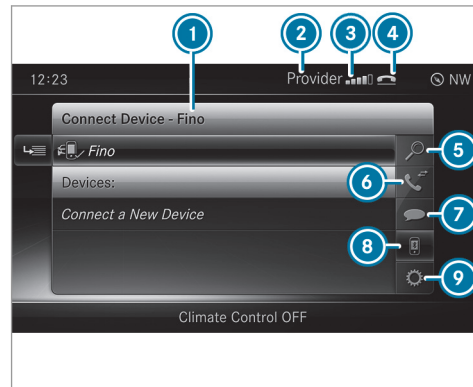 1 2 3 4
12:23 Provider NW
Connect Device - Fino
Fino
5
Devices:
6
Connect a New Device
7
8
9
Climate Control OFF